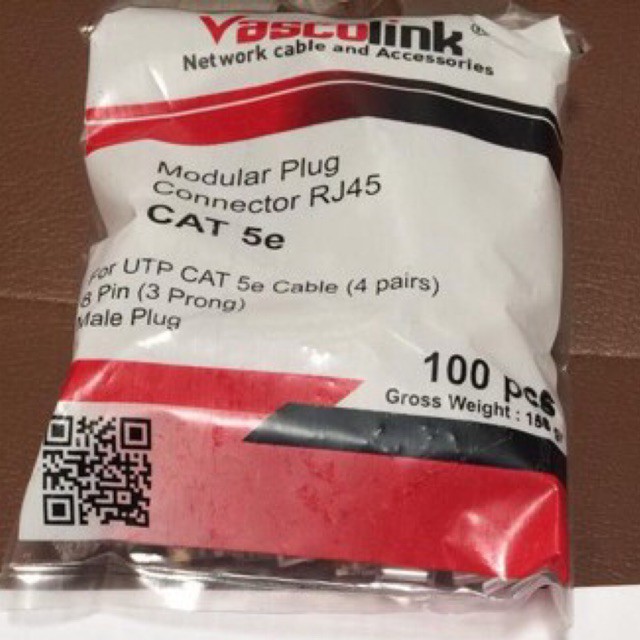 Vascolink
Network cable and Accessories
Modular Plug
Connector RJ45
CAT 5e
For UTP CAT 5e Cable (4 pairs)
8 Pin (3 Prong)
Male Plug
100 pcs
Gross Weight :